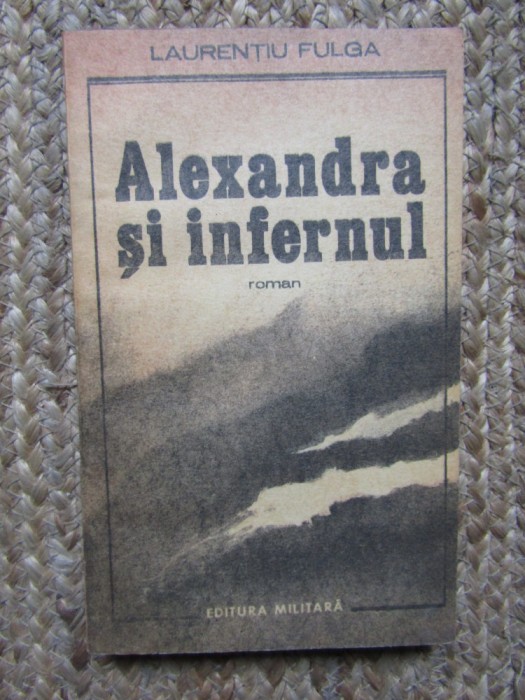 LAURENȚIU FULGA
Alexandra
și infernul
roman
EDITURA MILITARĂ